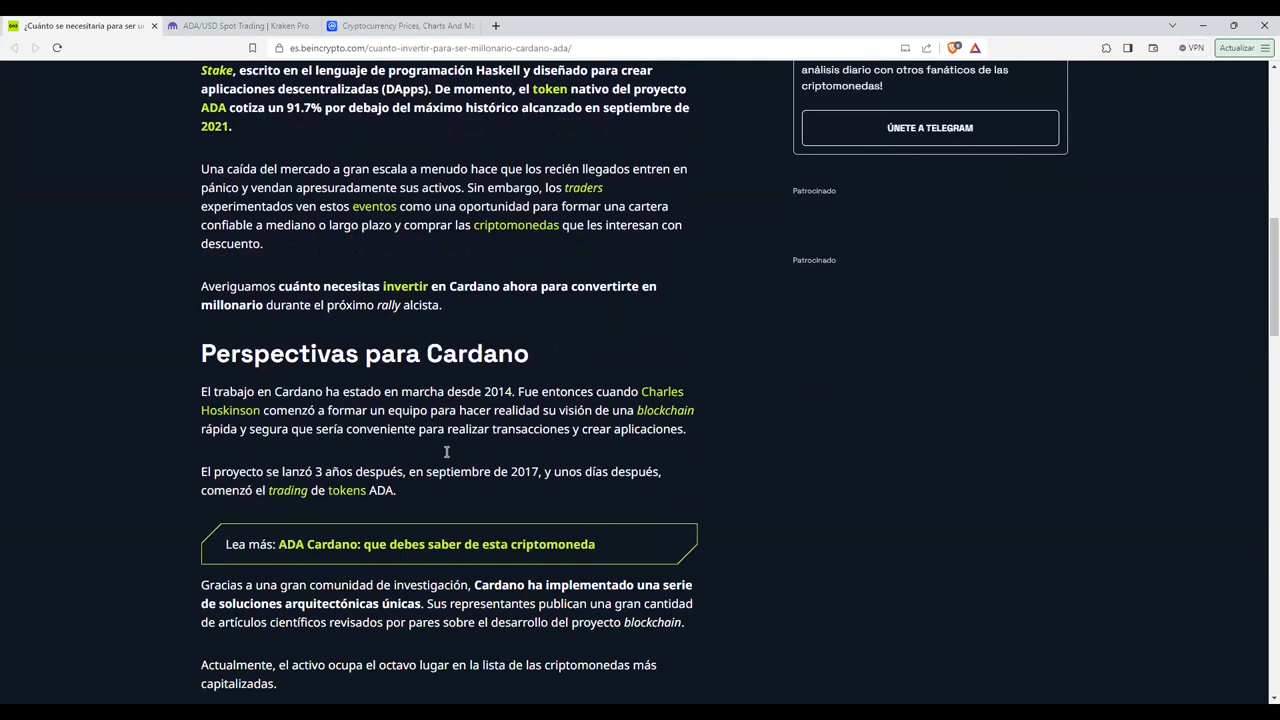 ¿Cuánto se necesitaría para ser u
ADA/USD Spot Trading | Kraken Pro
Cryptocurrency Prices, Charts And Ma
es.beincrypto.com/cuanto-invertir-para-ser-millonario-cardano-ada/
VPN
Actualizar
Stake, escrito en el lenguaje de programación Haskell y diseñado para crear
aplicaciones descentralizadas (DApps). De momento, el token nativo del proyecto
ADA cotiza un 91.7% por debajo del máximo histórico alcanzado en septiembre de
2021.
Una caída del mercado a gran escala a menudo hace que los recién llegados entren en
pánico y vendan apresuradamente sus activos. Sin embargo, los traders
experimentados ven estos eventos como una oportunidad para formar una cartera
confiable a mediano o largo plazo y comprar las criptomonedas que les interesan con
descuento.
Averiguamos cuánto necesitas invertir en Cardano ahora para convertirte en
millonario durante el próximo rally alcista.
Perspectivas para Cardano
El trabajo en Cardano ha estado en marcha desde 2014. Fue entonces cuando Charles
Hoskinson comenzó a formar un equipo para hacer realidad su visión de una blockchain
rápida y segura que sería conveniente para realizar transacciones y crear aplicaciones.
El proyecto se lanzó 3 años después, en septiembre de 2017, y unos días después,
comenzó el trading de tokens ADA.
Lea más: ADA Cardano: que debes saber de esta criptomoneda
Gracias a una gran comunidad de investigación, Cardano ha implementado una serie
de soluciones arquitectónicas únicas. Sus representantes publican una gran cantidad
de artículos científicos revisados por pares sobre el desarrollo del proyecto blockchain.
Actualmente, el activo ocupa el octavo lugar en la lista de las criptomonedas más
capitalizadas.
análisis diario con otros fanáticos de las
criptomonedas!
ÚNETE A TELEGRAM
Patrocinado
Patrocinado